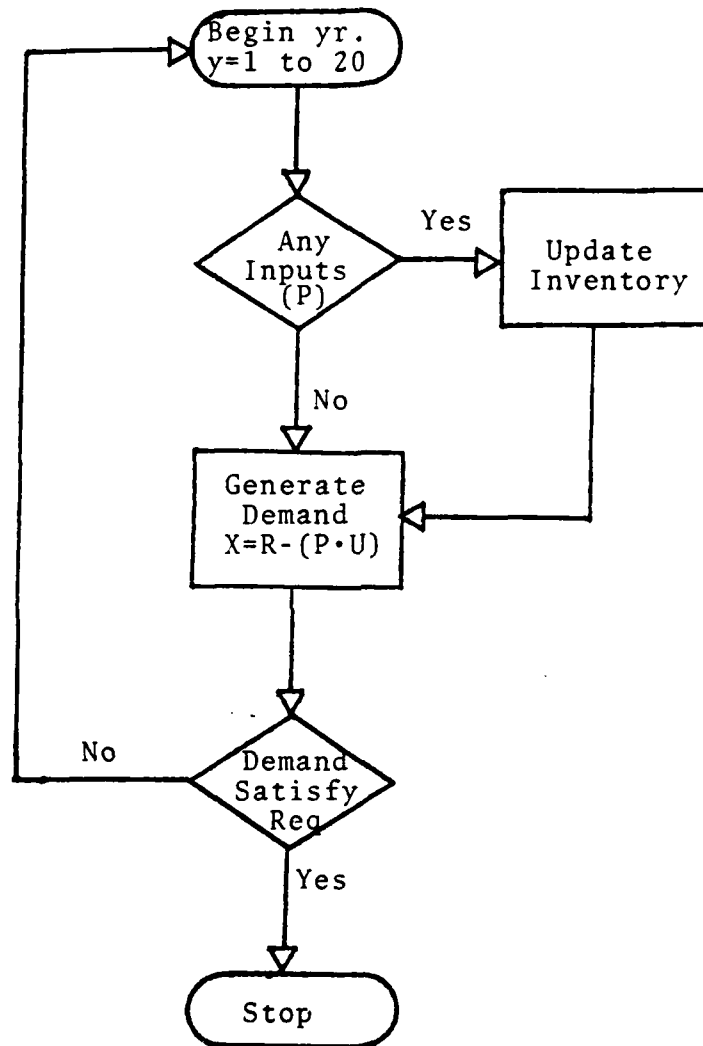 Begin yr.
y=1 to 20
Any
Inputs
(P)
Yes
Update
Inventory
No
Generate
Demand
X=R-(P·U)
No
Demand
Satisfy
Req
Yes
Stop